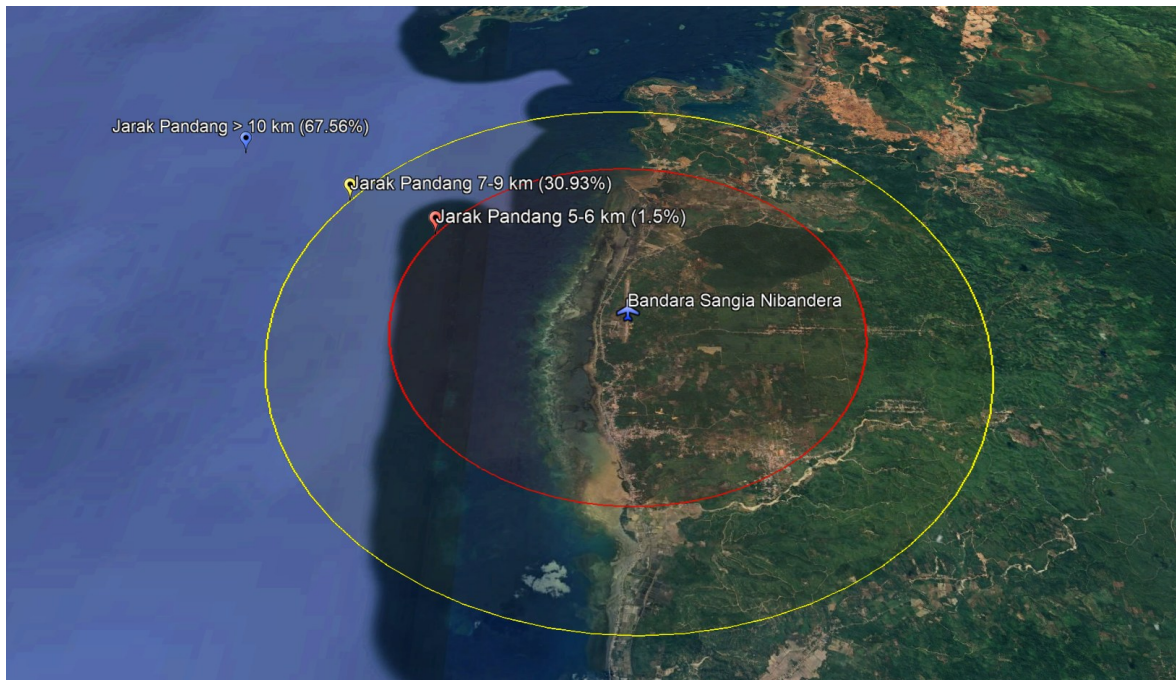 Jarak Pandang > 10 km (67.56%)
Jarak Pandang 7-9 km (30.93%)
Jarak Pandang 5-6 km (1.5%)
Bandara Sangia Nibandera